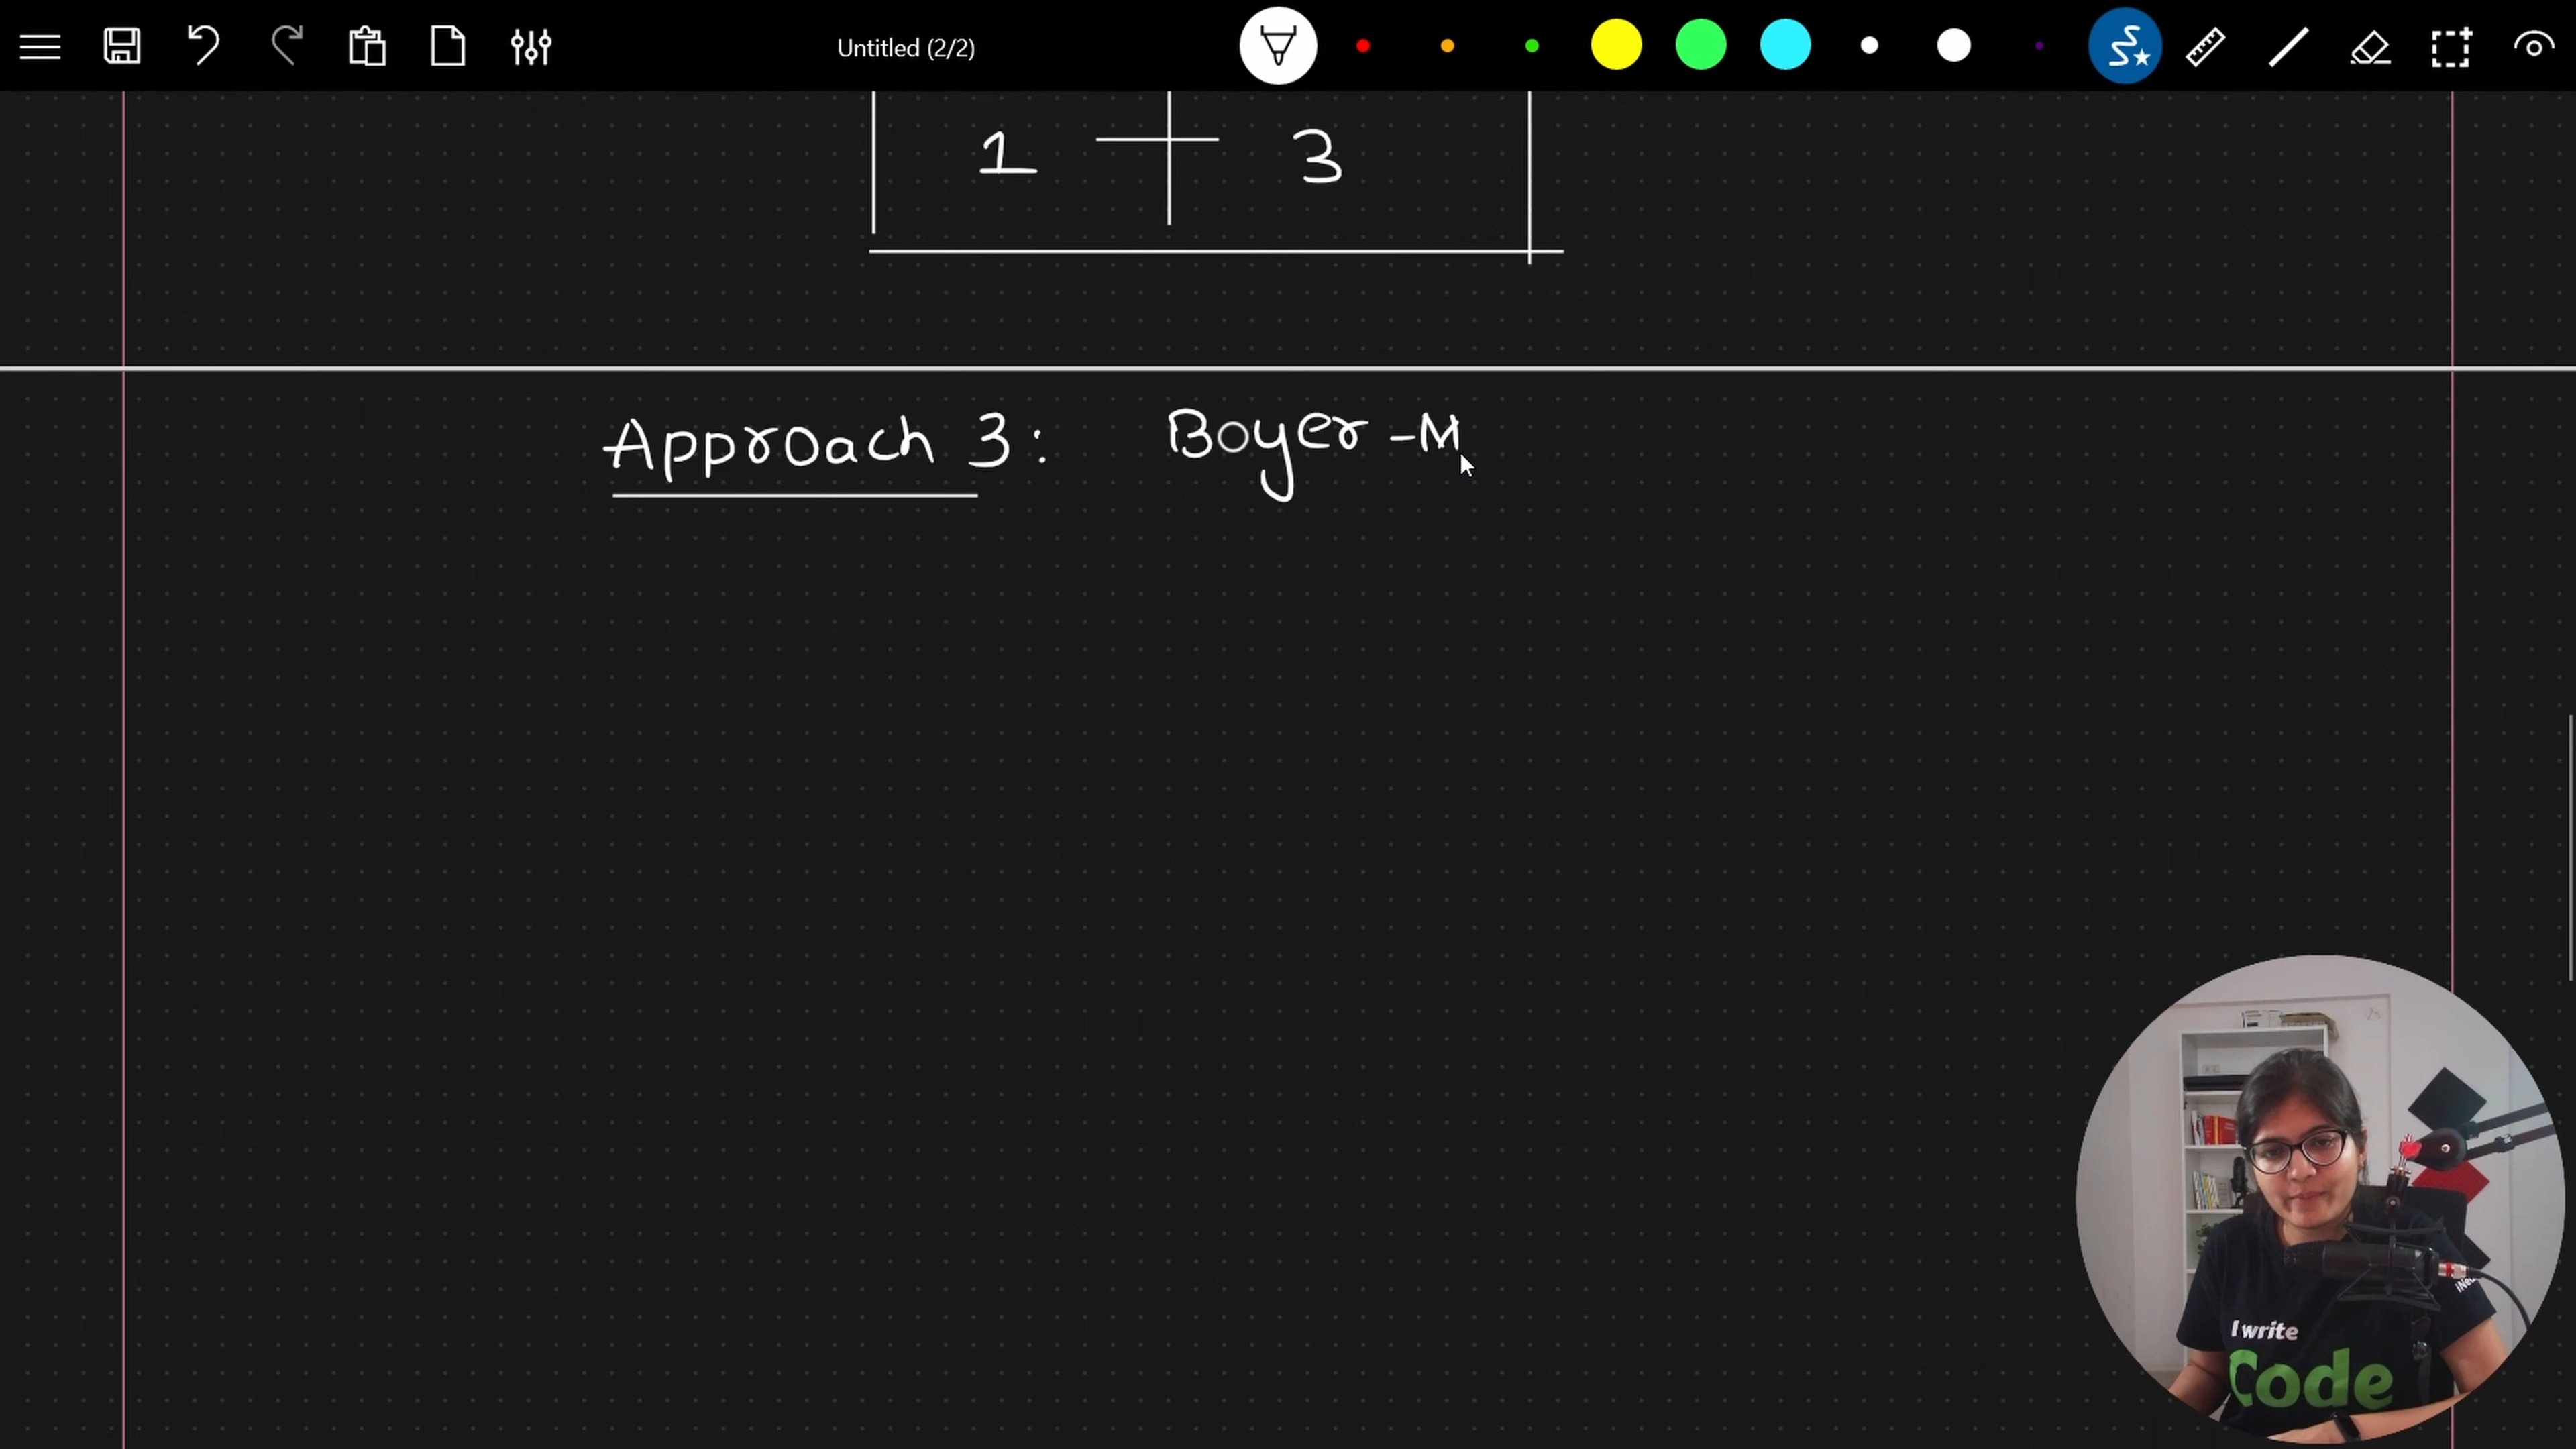 Untitled (2/2)
1 3
Approach 3: Boyer -M
I write
Code